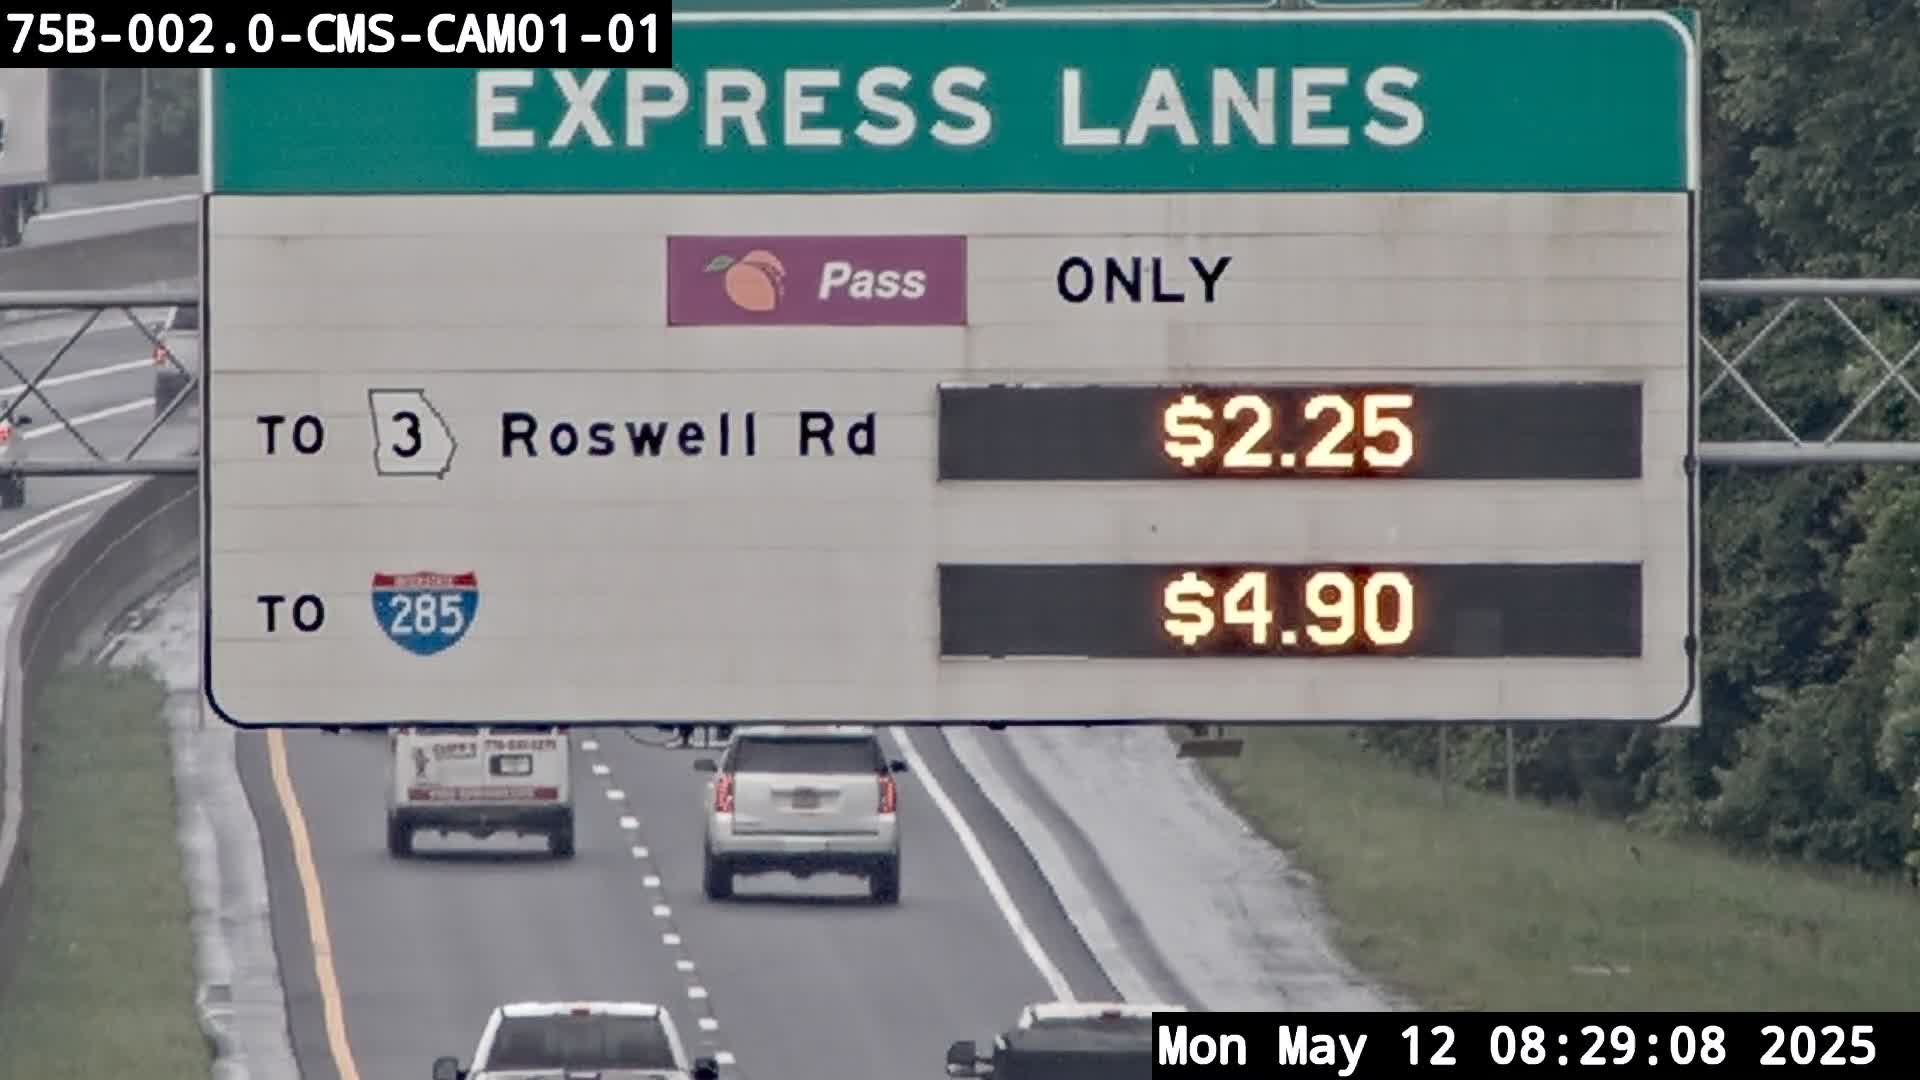 75B-002.0-CMS-CAM01-01
EXPRESS LANES
Pass ONLY
TO 3 Roswell Rd $2.25
TO 285 $4.90
Mon May 12 08:29:08 2025